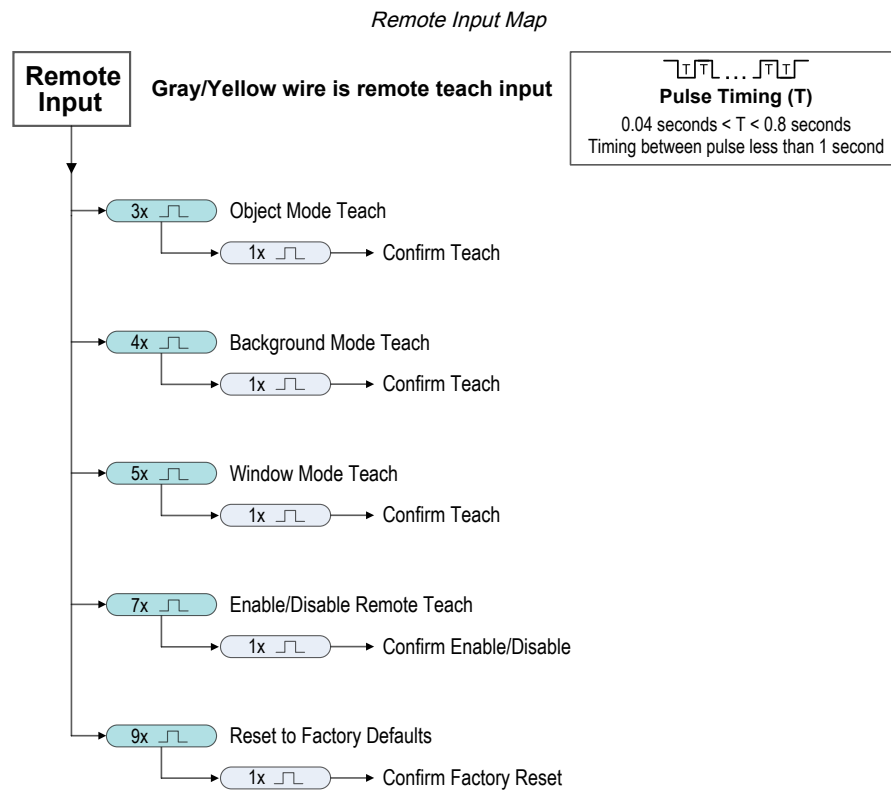 Remote Input Map
Remote
Input
Gray/Yellow wire is remote teach input
T T ... T T
Pulse Timing (T)
0.04 seconds < T < 0.8 seconds
Timing between pulse less than 1 second
3x Object Mode Teach
1x Confirm Teach
4x Background Mode Teach
1x Confirm Teach
5x Window Mode Teach
1x Confirm Teach
7x Enable/Disable Remote Teach
1x Confirm Enable/Disable
9x Reset to Factory Defaults
1x Confirm Factory Reset